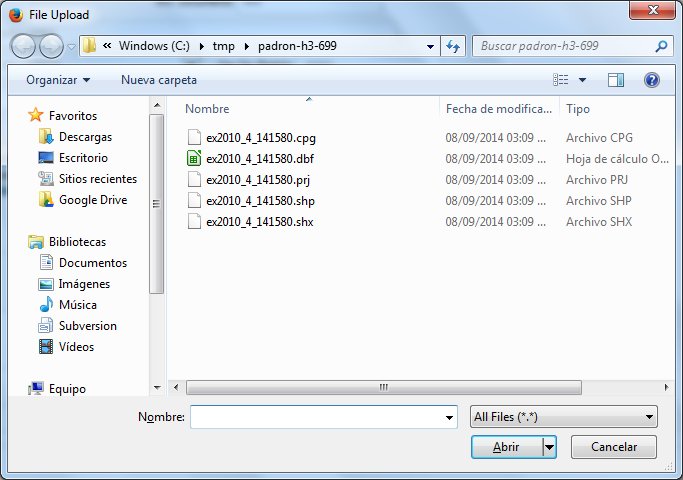 File Upload
« Windows (C:) ▸ tmp ▸ padron-h3-699
Buscar padron-h3-699
Organizar
Nueva carpeta
Favoritos
Descargas
Escritorio
Sitios recientes
Google Drive
Bibliotecas
Documentos
Imágenes
Música
Subversion
Vídeos
Equipo
Nombre Fecha de modifica... Tipo
ex2010_4_141580.cpg 08/09/2014 03:09 ... Archivo CPG
ex2010_4_141580.dbf 08/09/2014 03:09 ... Hoja de cálculo O...
ex2010_4_141580.prj 08/09/2014 03:09 ... Archivo PRJ
ex2010_4_141580.shp 08/09/2014 03:09 ... Archivo SHP
ex2010_4_141580.shx 08/09/2014 03:09 ... Archivo SHX
Nombre:
All Files (*.*)
Abrir
Cancelar